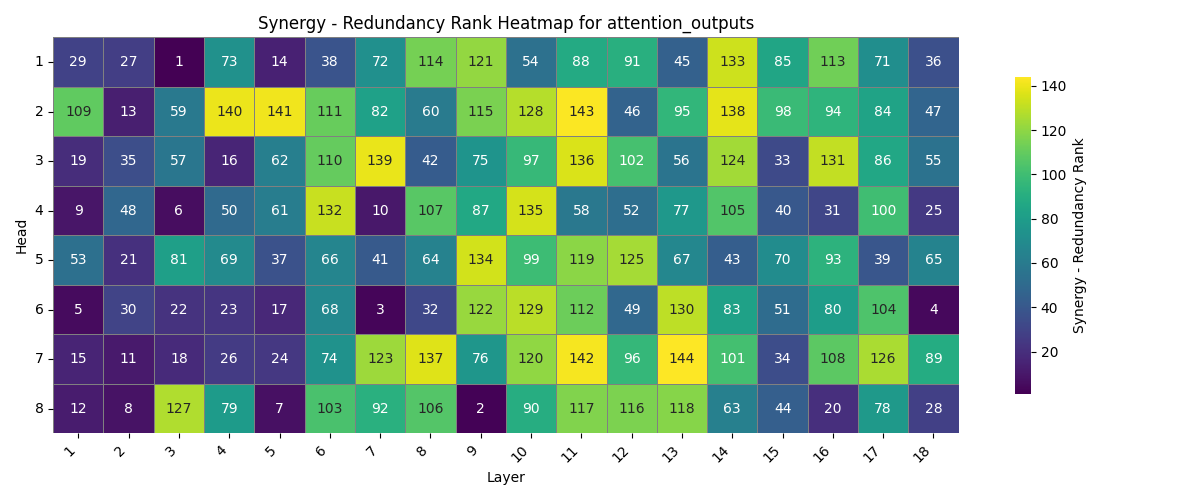 Synergy - Redundancy Rank Heatmap for attention_outputs
1 29 27 1 73 14 38 72 114 121 54 88 91 45 133 85 113 71 36
2 109 13 59 140 141 111 82 60 115 128 143 46 95 138 98 94 84 47
3 19 35 57 16 62 110 139 42 75 97 136 102 56 124 33 131 86 55
4 9 48 6 50 61 132 10 107 87 135 58 52 77 105 40 31 100 25
5 53 21 81 69 37 66 41 64 134 99 119 125 67 43 70 93 39 65
6 5 30 22 23 17 68 3 32 122 129 112 49 130 83 51 80 104 4
7 15 11 18 26 24 74 123 137 76 120 142 96 144 101 34 108 126 89
8 12 8 127 79 7 103 92 106 2 90 117 116 118 63 44 20 78 28
1 2 3 4 5 6 7 8 9 10 11 12 13 14 15 16 17 18
Layer
Head
140
120
100
80
60
40
20
Synergy - Redundancy Rank